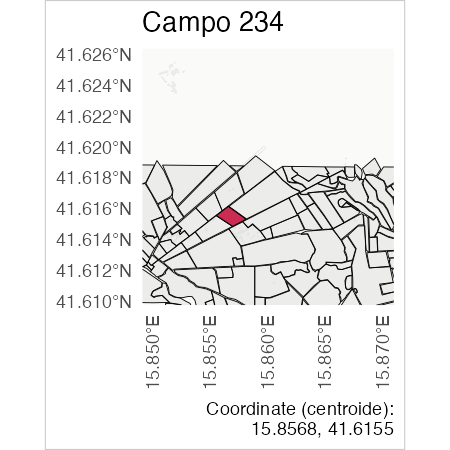 Campo 234
41.626°N
41.624°N
41.622°N
41.620°N
41.618°N
41.616°N
41.614°N
41.612°N
41.610°N
15.850°E
15.855°E
15.860°E
15.865°E
15.870°E
Coordinate (centroide):
15.8568, 41.6155